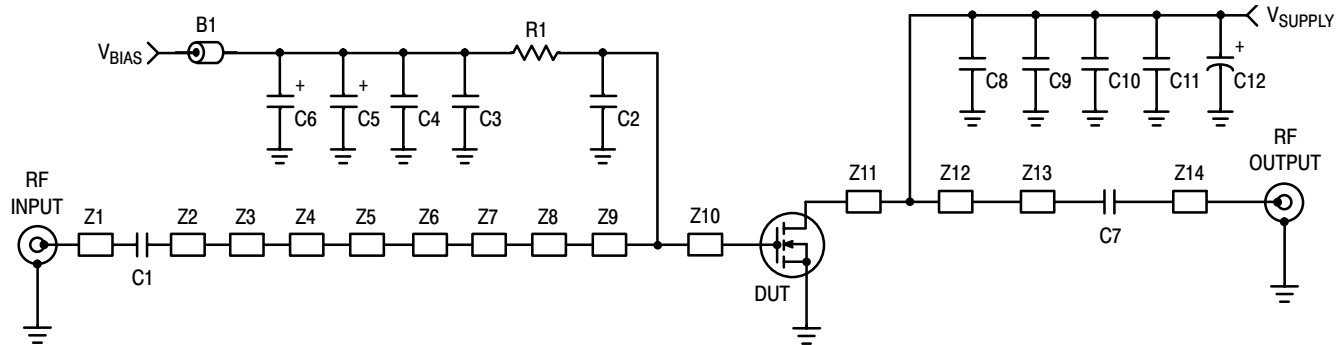 B1
R1
V_BIAS
V_SUPPLY
+
+
+
C6
C5
C4
C3
C2
C8
C9
C10
C11
C12
RF
INPUT
RF
OUTPUT
Z11
Z12
Z13
Z14
Z1
Z2
Z3
Z4
Z5
Z6
Z7
Z8
Z9
Z10
C1
C7
DUT